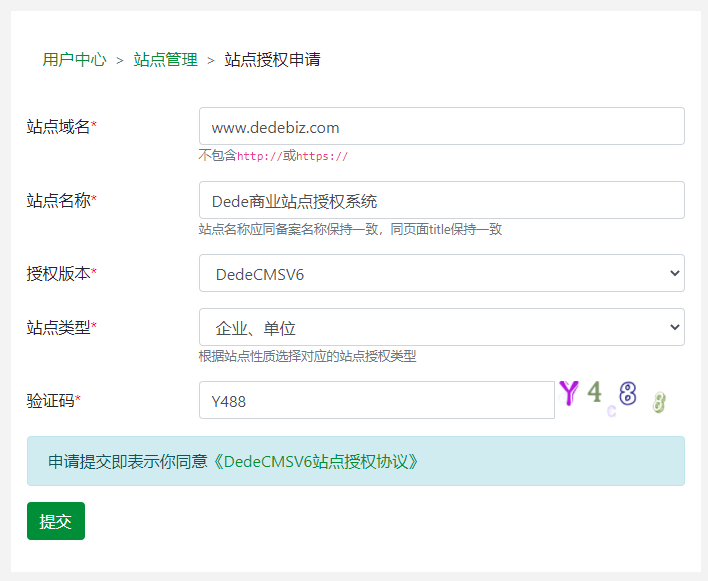 用户中心 > 站点管理 > 站点授权申请
站点域名* www.dedebiz.com
不包含http://或https://
站点名称* Dede商业站点授权系统
站点名称应同备案名称保持一致，同页面title保持一致
授权版本* DedeCMSV6
站点类型* 企业、单位
根据站点性质选择对应的站点授权类型
验证码* Y488 Y4c88
申请提交即表示你同意《DedeCMSV6站点授权协议》
提交